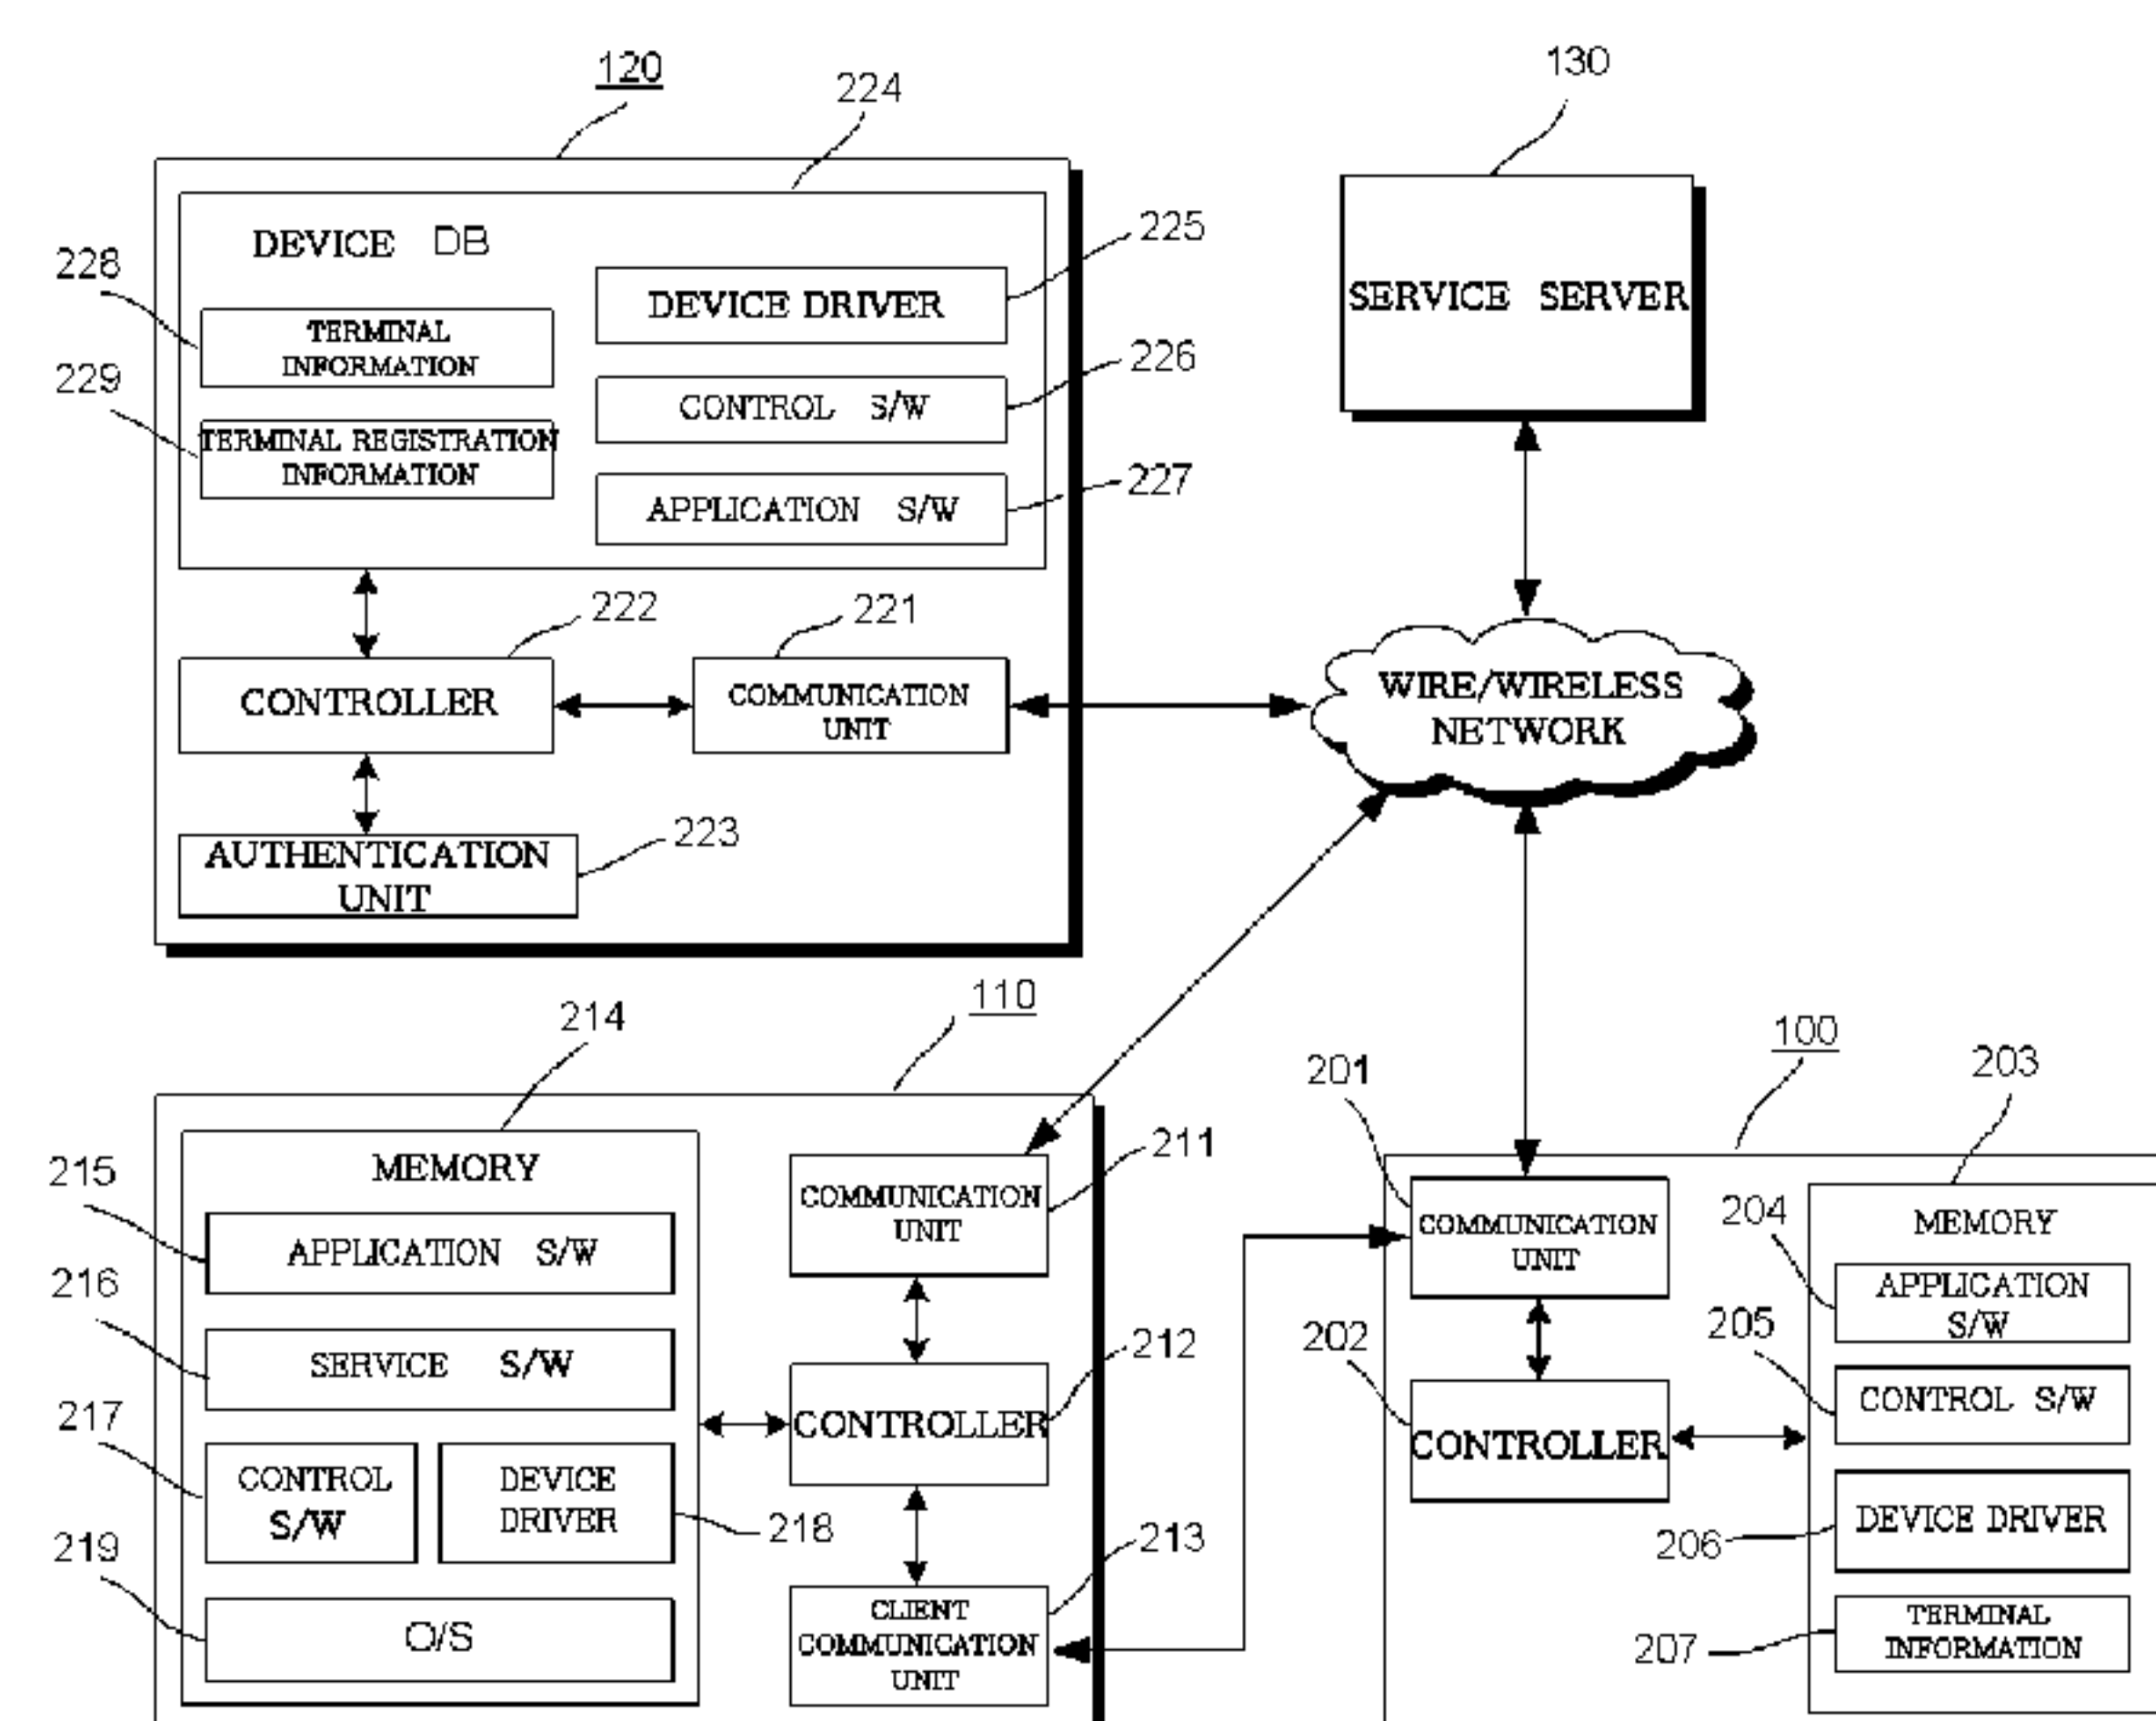 120
224
130
DEVICE DB
225
228
DEVICE DRIVER
SERVICE SERVER
TERMINAL
INFORMATION
226
229
CONTROL S/W
TERMINAL REGISTRATION
INFORMATION
227
APPLICATION S/W
222
221
CONTROLLER
COMMUNICATION
UNIT
WIRE/WIRELESS
NETWORK
223
AUTHENTICATION
UNIT
110
214
100
203
201
MEMORY
211
215
COMMUNICATION
UNIT
204
MEMORY
COMMUNICATION
UNIT
APPLICATION S/W
216
APPLICATION
S/W
205
202
212
SERVICE S/W
CONTROL S/W
217
CONTROLLER
CONTROLLER
CONTROL
S/W
DEVICE
DRIVER
218
213
206
DEVICE DRIVER
219
O/S
CLIENT
COMMUNICATION
UNIT
207
TERMINAL
INFORMATION